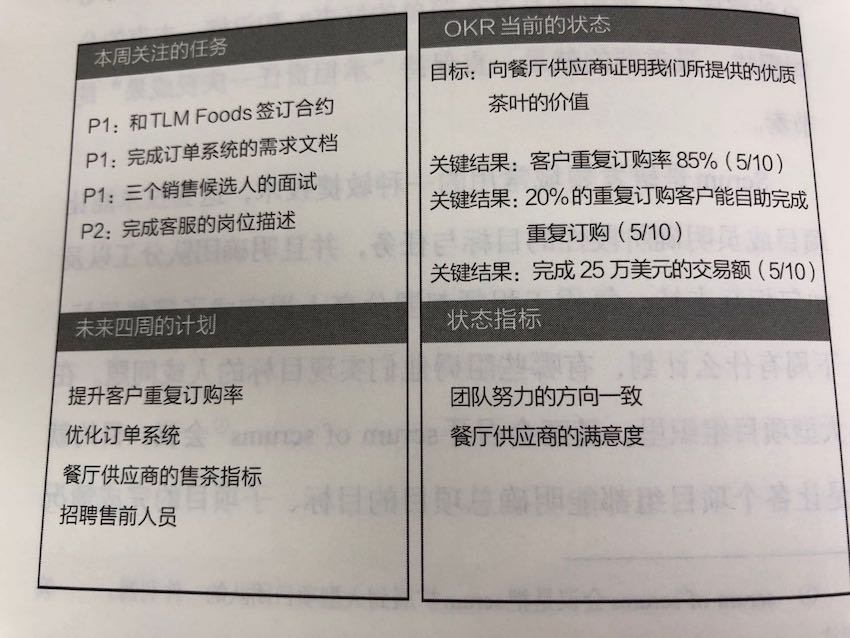 本周关注的任务
P1：和TLM Foods签订合约
P1：完成订单系统的需求文档
P1：三个销售候选人的面试
P2：完成客服的岗位描述
OKR 当前的状态
目标：向餐厅供应商证明我们所提供的优质
茶叶的价值
关键结果：客户重复订购率 85%（5/10）
关键结果：20%的重复订购客户能自助完成
重复订购（5/10）
关键结果：完成 25 万美元的交易额（5/10）
未来四周的计划
提升客户重复订购率
优化订单系统
餐厅供应商的售茶指标
招聘售前人员
状态指标
团队努力的方向一致
餐厅供应商的满意度